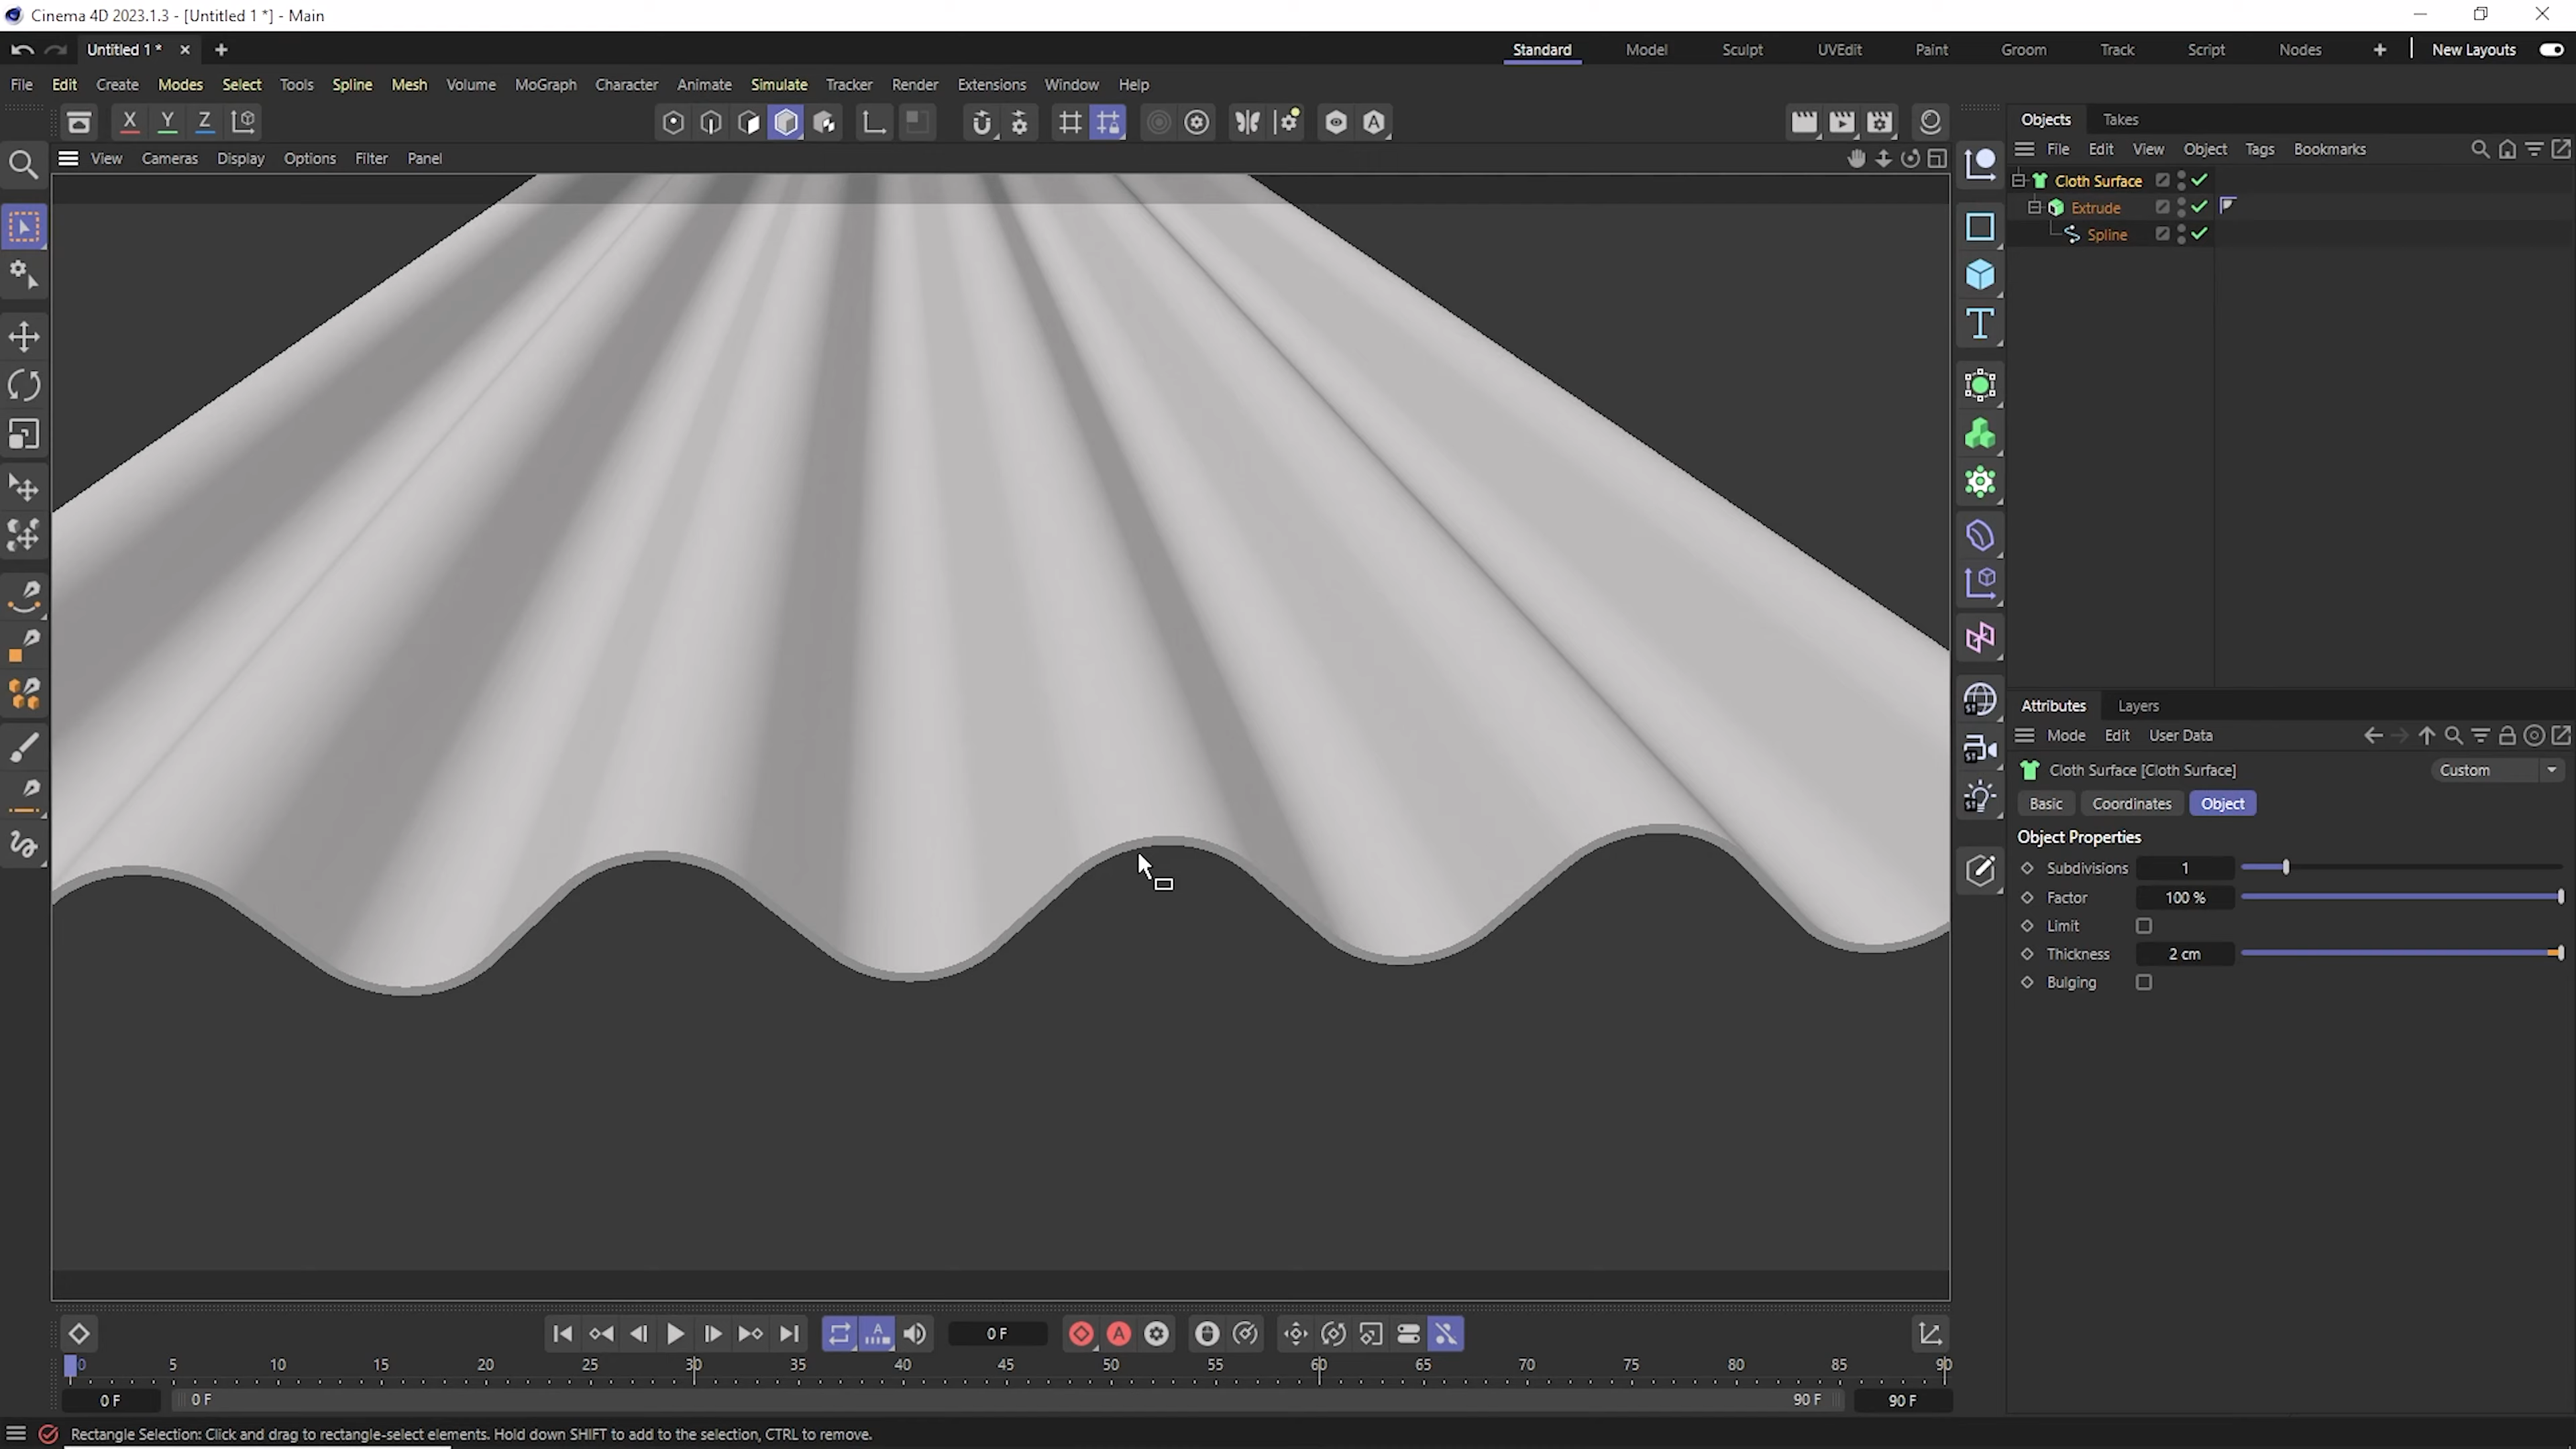 Cinema 4D 2023.1.3 - [Untitled 1 *] - Main
Untitled 1 *
Standard Model Sculpt UVEdit Paint Groom Track Script Nodes New Layouts
File Edit Create Modes Select Tools Spline Mesh Volume MoGraph Character Animate Simulate Tracker Render Extensions Window Help
X Y Z
View Cameras Display Options Filter Panel
Objects Takes
File Edit View Object Tags Bookmarks
Cloth Surface
Extrude
Spline
Attributes Layers
Mode Edit User Data
Cloth Surface [Cloth Surface] Custom
Basic Coordinates Object
Object Properties
Subdivisions 1
Factor 100 %
Limit
Thickness 2 cm
Bulging
0 F
0 5 10 15 20 25 30 35 40 45 50 55 60 65 70 75 80 85 90
0 F 0 F 90 F 90 F
Rectangle Selection: Click and drag to rectangle-select elements. Hold down SHIFT to add to the selection, CTRL to remove.